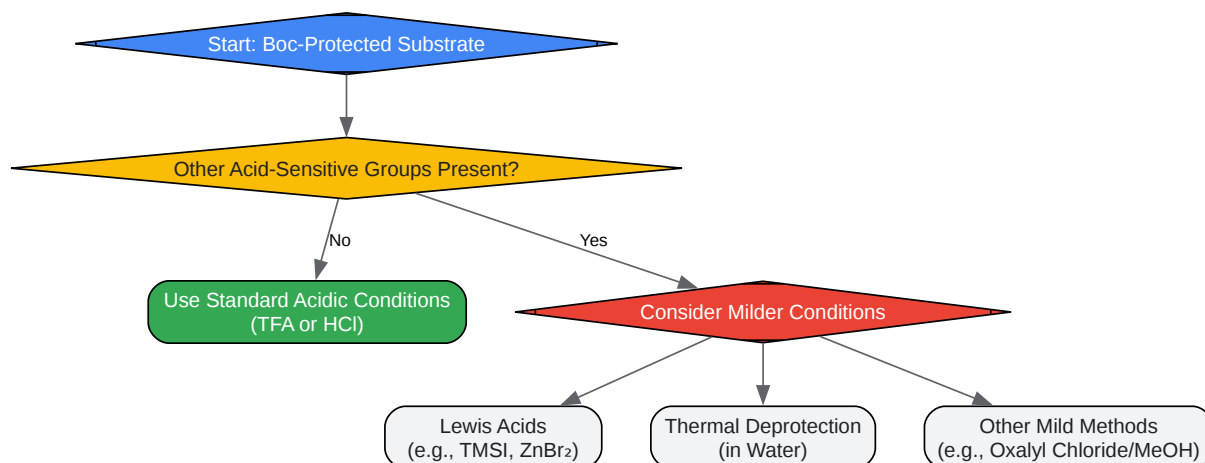 Start: Boc-Protected Substrate
Other Acid-Sensitive Groups Present?
No
Yes
Use Standard Acidic Conditions
(TFA or HCl)
Consider Milder Conditions
Lewis Acids
(e.g., TMSI, ZnBr₂)
Thermal Deprotection
(in Water)
Other Mild Methods
(e.g., Oxalyl Chloride/MeOH)